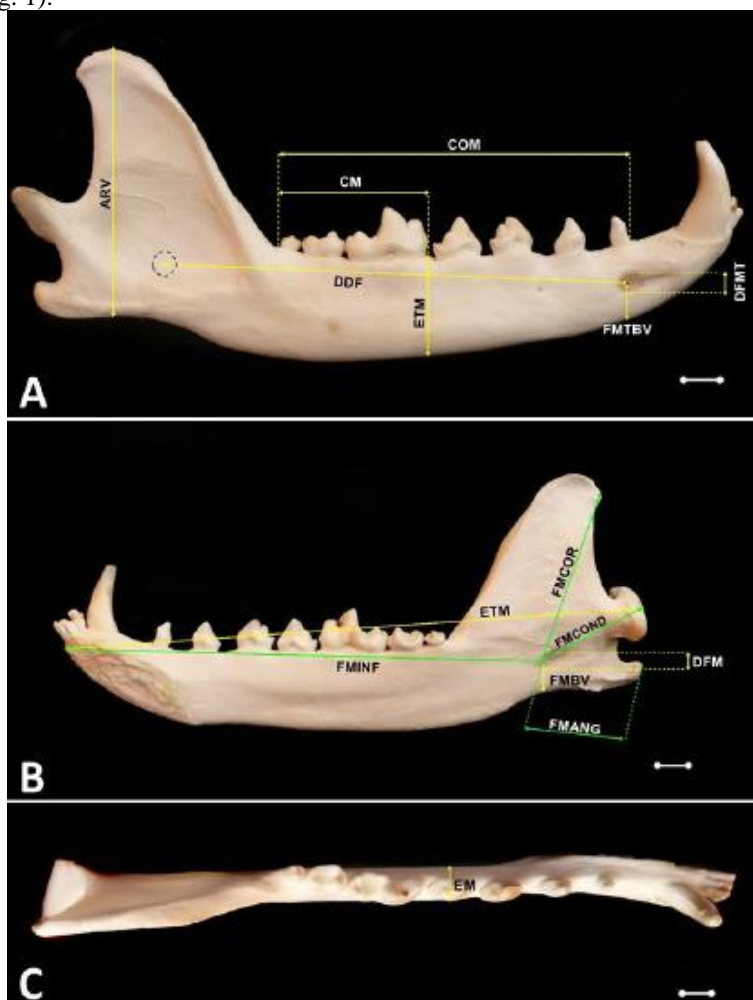 g. 1).
COM
CM
ARV
DDF
ETM
DFMT
FMTBV
A
FMCOR
ETM
FMCOND
FMINF
DFM
FMBV
FMANG
B
EM
C